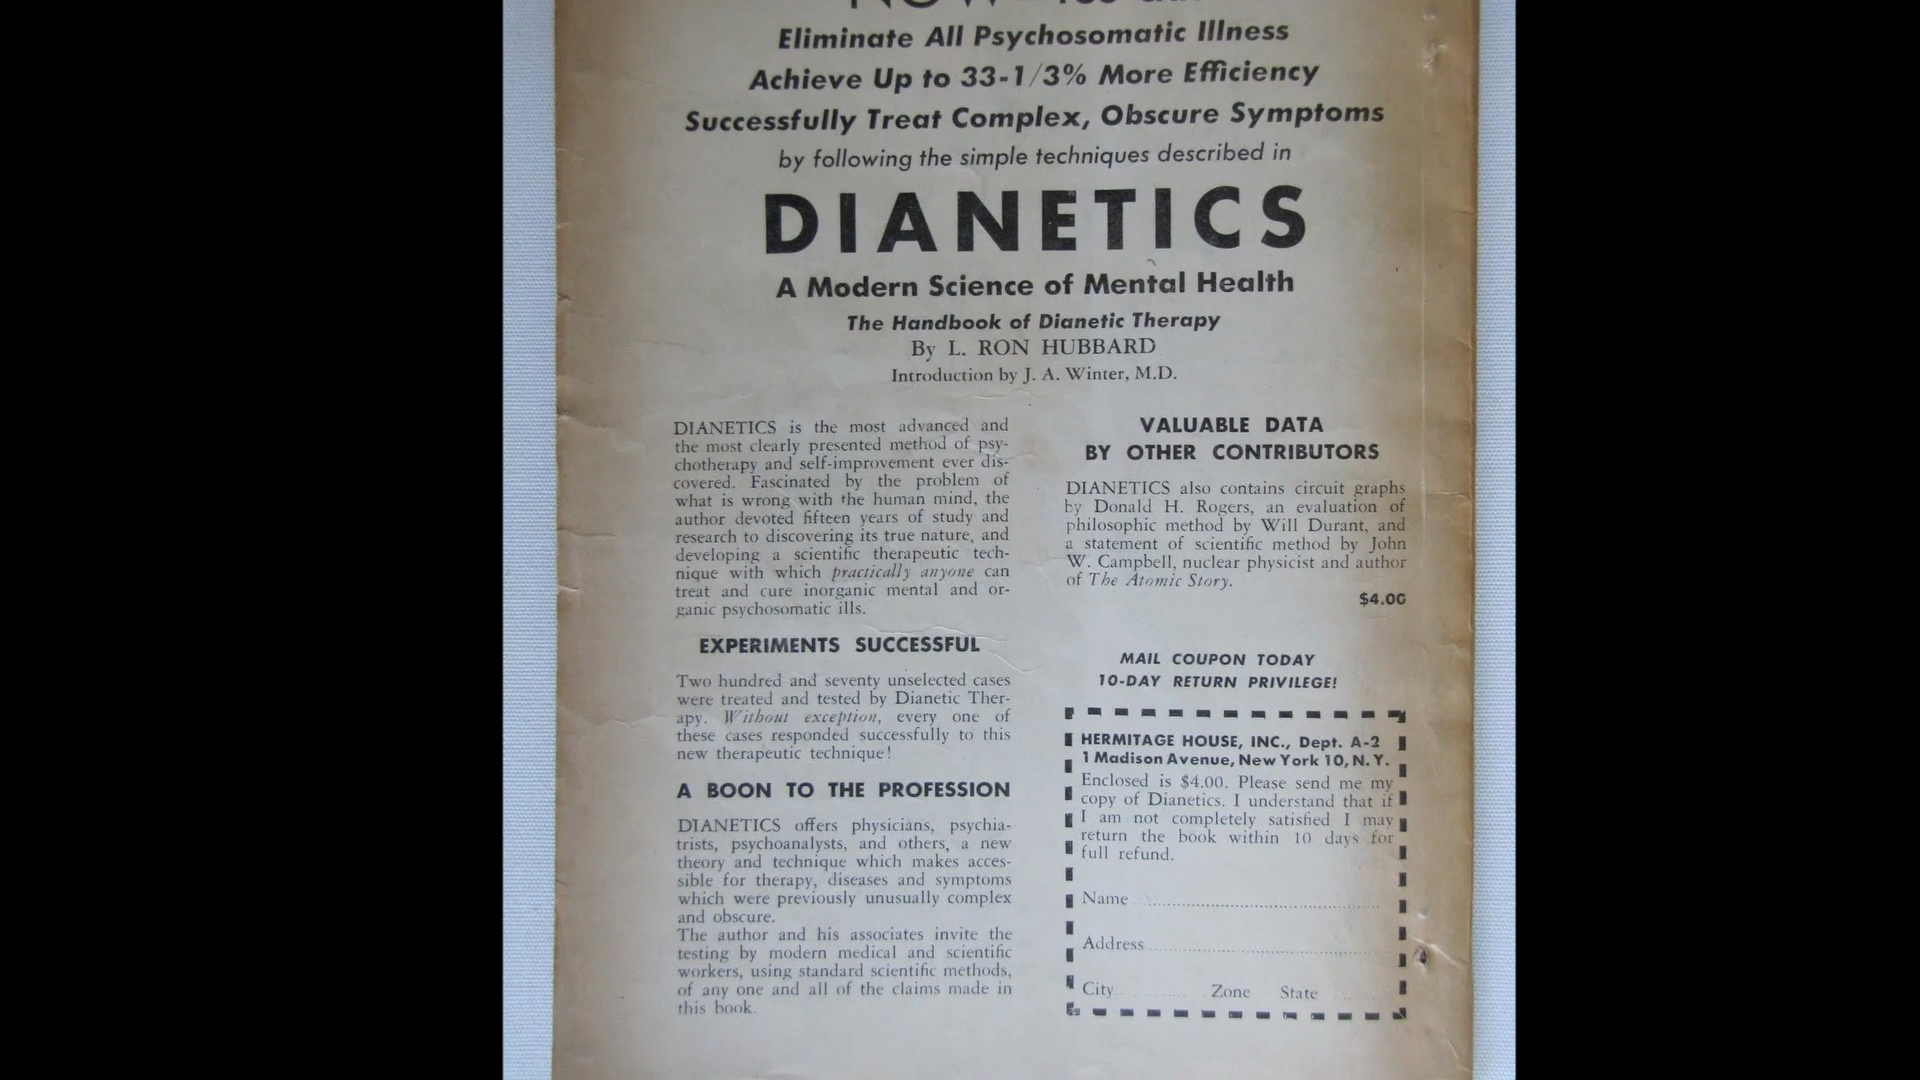 NOW
Eliminate All Psychosomatic Illness
Achieve Up to 33-1/3% More Efficiency
Successfully Treat Complex, Obscure Symptoms
by following the simple techniques described in
DIANETICS
A Modern Science of Mental Health
The Handbook of Dianetic Therapy
By L. RON HUBBARD
Introduction by J. A. Winter, M.D.
DIANETICS is the most advanced and
the most clearly presented method of psy-
chotherapy and self-improvement ever dis-
covered. Fascinated by the problem of
what is wrong with the human mind, the
author devoted fifteen years of study and
research to discovering its true nature, and
developing a scientific therapeutic tech-
nique with which practically anyone can
treat and cure inorganic mental and or-
ganic psychosomatic ills.
EXPERIMENTS SUCCESSFUL
Two hundred and seventy unselected cases
were treated and tested by Dianetic Ther-
apy. Without exception, every one of
these cases responded successfully to this
new therapeutic technique!
A BOON TO THE PROFESSION
DIANETICS offers physicians, psychia-
trists, psychoanalysts, and others, a new
theory and technique which makes acces-
sible for therapy, diseases and symptoms
which were previously unusually complex
and obscure.
The author and his associates invite the
testing by modern medical and scientific
workers, using standard scientific methods,
of any one and all of the claims made in
this book.
VALUABLE DATA
BY OTHER CONTRIBUTORS
DIANETICS also contains circuit graphs
by Donald H. Rogers, an evaluation of
philosophic method by Will Durant, and
a statement of scientific method by John
W. Campbell, nuclear physicist and author
of The Atomic Story.
$4.00
MAIL COUPON TODAY
10-DAY RETURN PRIVILEGE!
HERMITAGE HOUSE, INC., Dept. A-2
1 Madison Avenue, New York 10, N.Y.
Enclosed is $4.00. Please send me my
copy of Dianetics. I understand that if
I am not completely satisfied I may
return the book within 10 days for
full refund.
Name
Address
City Zone State